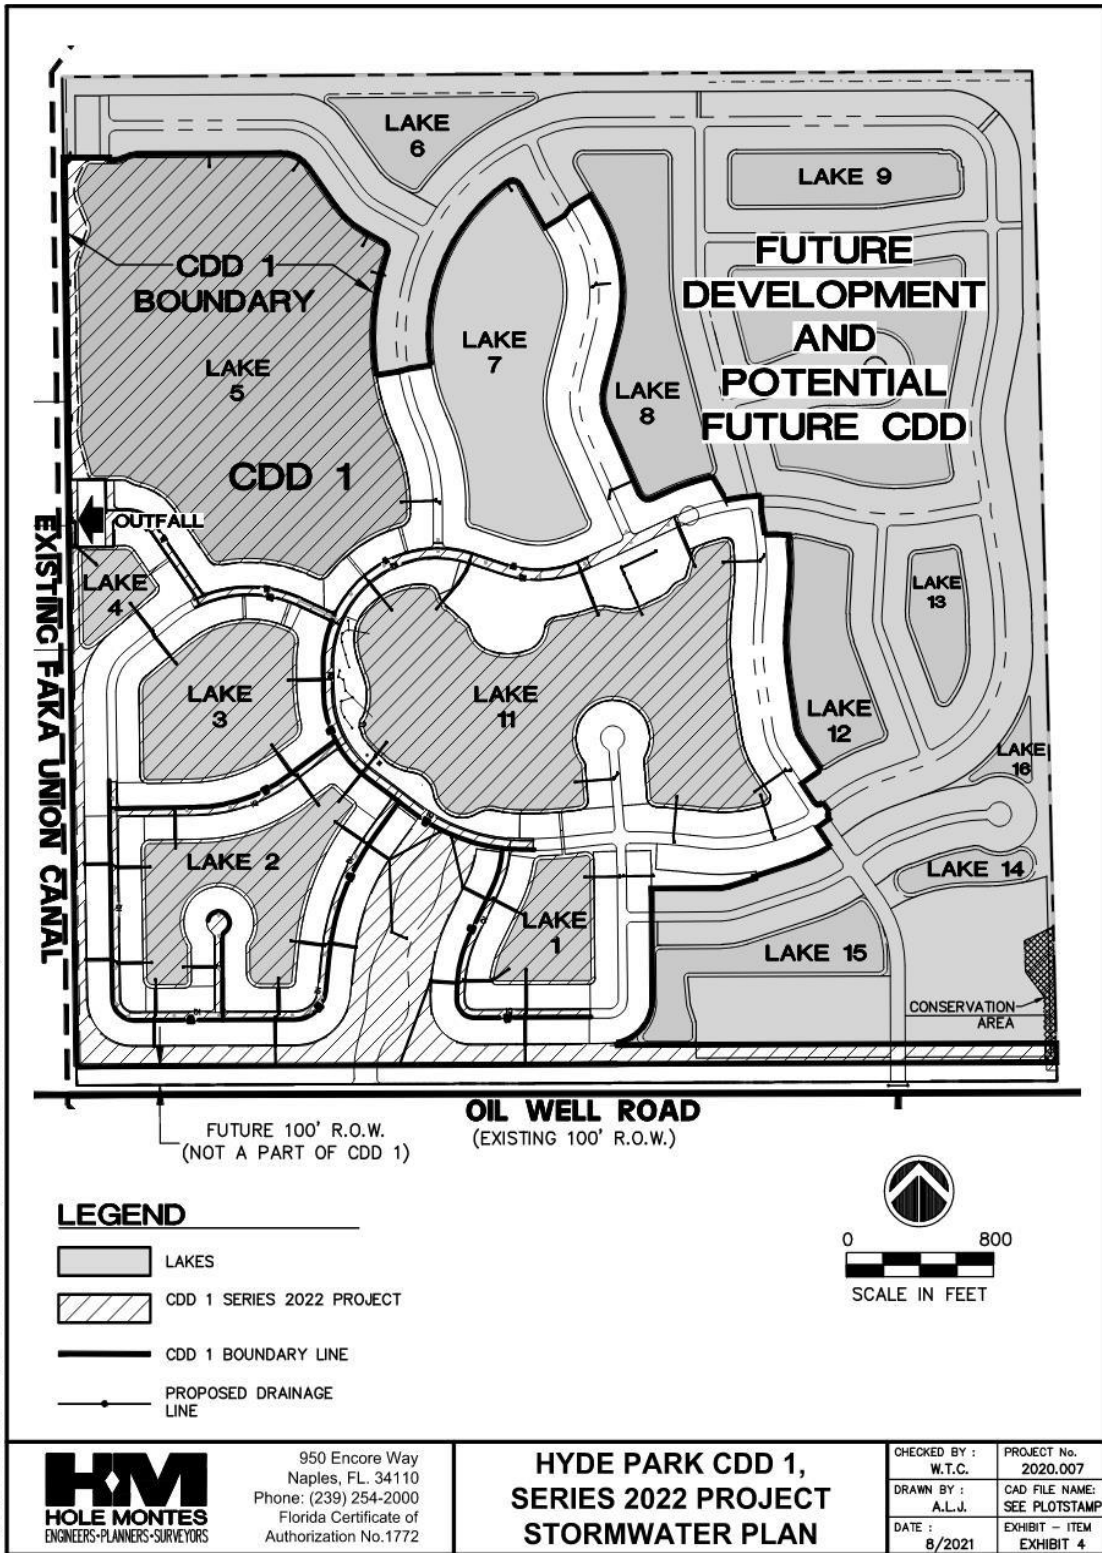 LAKE
6
LAKE 9
CDD 1
BOUNDARY
FUTURE
DEVELOPMENT
AND
POTENTIAL
FUTURE CDD
LAKE
7
LAKE
5
LAKE
8
CDD 1
OUTFALL
EXISTING FAKA UNION CANAL
LAKE
4
LAKE
13
LAKE
3
LAKE
11
LAKE
12
LAKE
16
LAKE 2
LAKE 14
LAKE
1
LAKE 15
CONSERVATION
AREA
OIL WELL ROAD
(EXISTING 100' R.O.W.)
FUTURE 100' R.O.W.
(NOT A PART OF CDD 1)
LEGEND
LAKES
CDD 1 SERIES 2022 PROJECT
CDD 1 BOUNDARY LINE
PROPOSED DRAINAGE
LINE
0 800
SCALE IN FEET
HM
HOLE MONTES
ENGINEERS•PLANNERS•SURVEYORS
950 Encore Way
Naples, FL. 34110
Phone: (239) 254-2000
Florida Certificate of
Authorization No.1772
HYDE PARK CDD 1,
SERIES 2022 PROJECT
STORMWATER PLAN
CHECKED BY :
W.T.C.
PROJECT No.
2020.007
DRAWN BY :
A.L.J.
CAD FILE NAME:
SEE PLOTSTAMP
DATE :
8/2021
EXHIBIT - ITEM
EXHIBIT 4